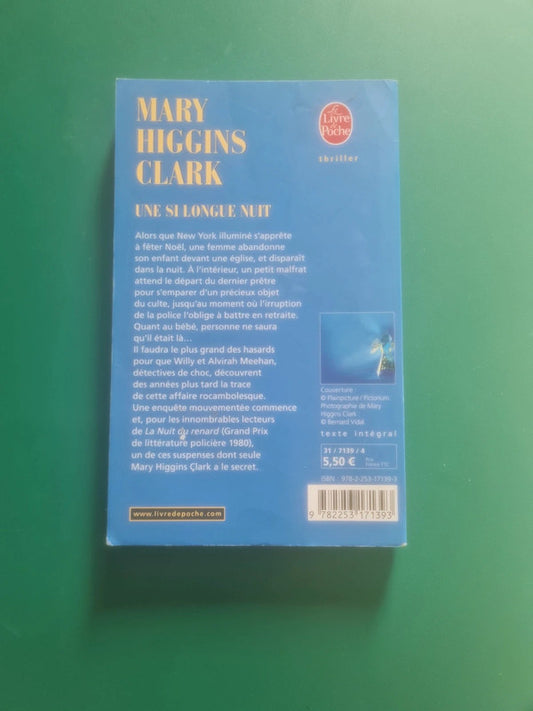 MARY
HIGGINS
CLARK
Le
Livre
de
Poche
thriller
UNE SI LONGUE NUIT
Alors que New York illuminé s'apprête
à fêter Noël, une femme abandonne
son enfant devant une église, et disparaît
dans la nuit. À l'intérieur, un petit malfrat
attend le départ du dernier prêtre
pour s'emparer d'un précieux objet
du culte, jusqu'au moment où l'irruption
de la police l'oblige à battre en retraite.
Quant au bébé, personne ne saura
qu'il était là…
Il faudra le plus grand des hasards
pour que Willy et Alvirah Meehan,
détectives de choc, découvrent
des années plus tard la trace
de cette affaire rocambolesque.
Une enquête mouvementée commence
et, pour les innombrables lecteurs
de La Nuit du renard (Grand Prix
de littérature policière 1980),
un de ces suspenses dont seule
Mary Higgins Clark a le secret.
www.livredepoche.com
Couverture
© Plainpicture / Pictorium.
Photographie de Mary
Higgins Clark
© Bernard Vidal.
texte intégral
31 / 7139 / 4
5,50 €
Prix
France TTC
ISBN : 978-2-253-17139-3
9 782253 171393